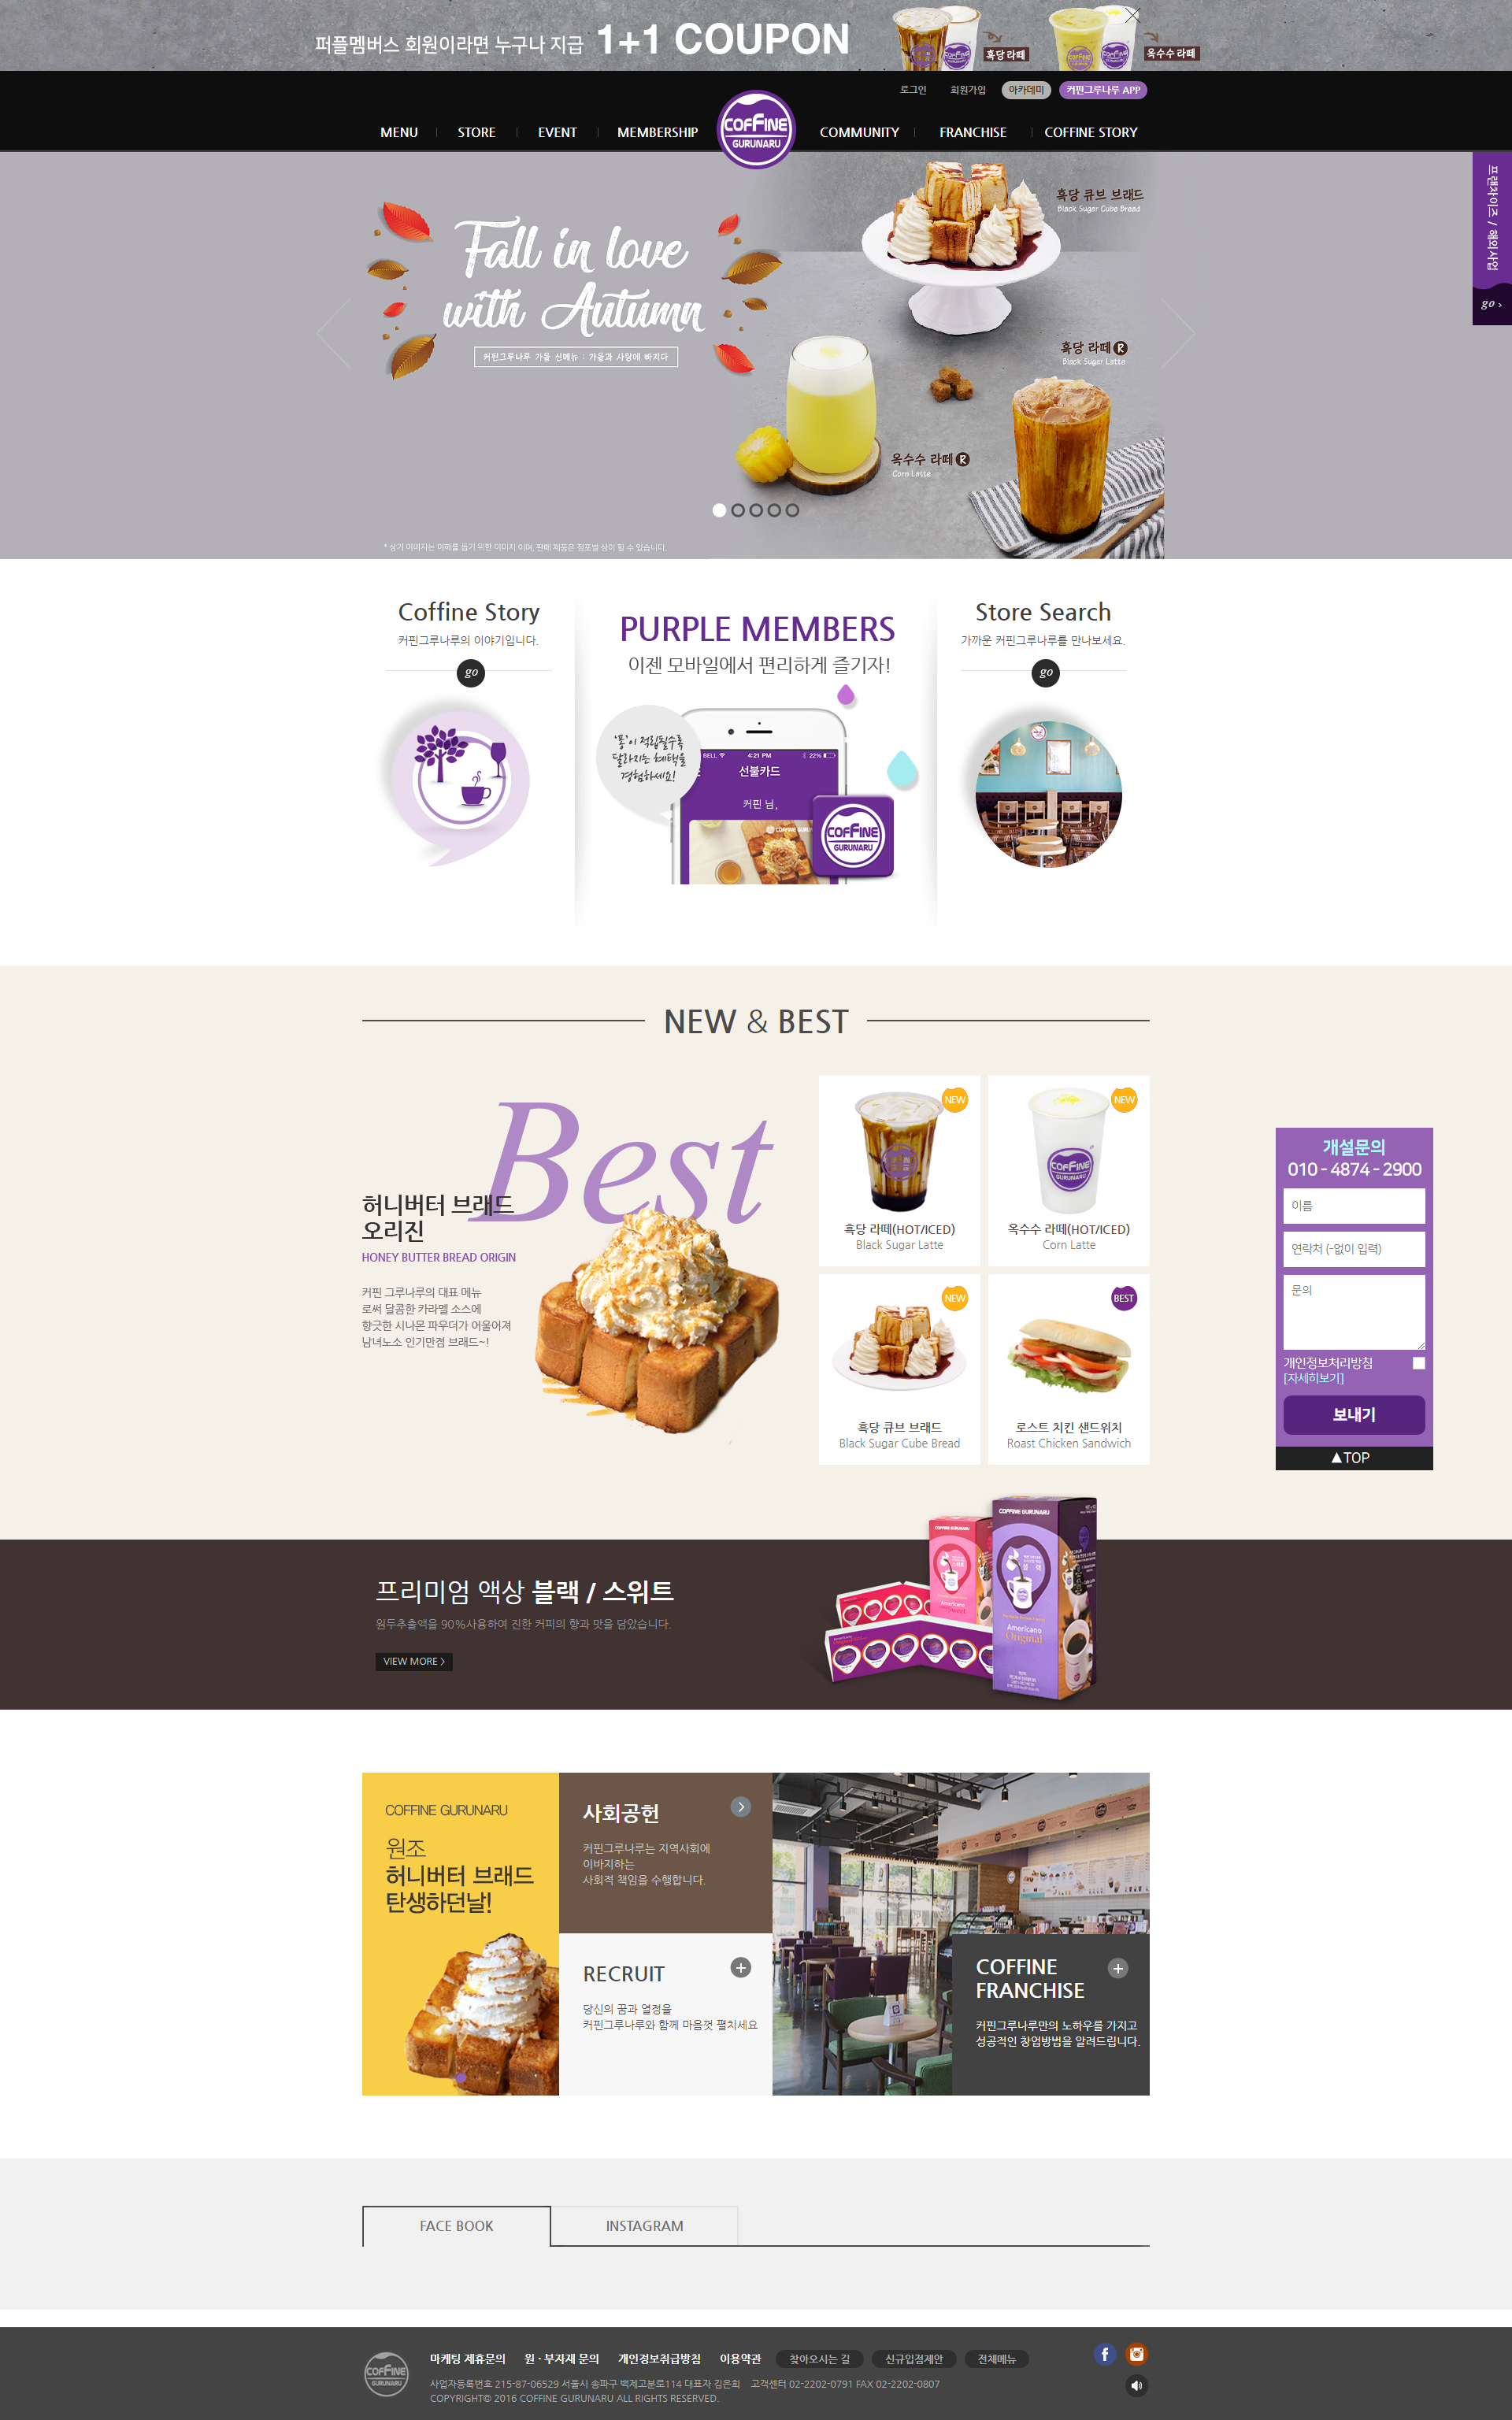 퍼플멤버스 회원이라면 누구나 지급 1+1 COUPON
흑당 라떼
옥수수 라떼
로그인
회원가입
아카데미
커핀그루나루 APP
MENU
STORE
EVENT
MEMBERSHIP
COFFINE
GURUNARU
COMMUNITY
FRANCHISE
COFFINE STORY
프랜차이즈 / 해외사업
go ›
Fall in love
with Autumn
커핀그루나루 가을 신메뉴 : 가을과 사랑에 빠지다
흑당 큐브 브래드
Black Sugar Cube Bread
흑당 라떼 R
Black Sugar Latte
옥수수 라떼 R
Corn Latte
* 상기 이미지는 이해를 돕기 위한 이미지 이며, 판매 제품은 점포별 상이 할 수 있습니다.
Coffine Story
커핀그루나루의 이야기입니다.
go
PURPLE MEMBERS
이젠 모바일에서 편리하게 즐기자!
'퐁'이 적립될수록
달라지는 혜택을
경험하세요!
BELL
4:21 PM
22%
선불카드
커핀 님,
COFFINE
GURUNARU
Store Search
가까운 커핀그루나루를 만나보세요.
go
NEW & BEST
Best
허니버터 브래드
오리진
HONEY BUTTER BREAD ORIGIN
커핀 그루나루의 대표 메뉴
로써 달콤한 카라멜 소스에
향긋한 시나몬 파우더가 어울어져
남녀노소 인기만점 브래드~!
NEW
흑당 라떼(HOT/ICED)
Black Sugar Latte
NEW
COFFINE
GURUNARU
옥수수 라떼(HOT/ICED)
Corn Latte
NEW
흑당 큐브 브래드
Black Sugar Cube Bread
BEST
로스트 치킨 샌드위치
Roast Chicken Sandwich
개설문의
010 - 4874 - 2900
이름
연락처 (-없이 입력)
문의
개인정보처리방침
[자세히보기]
보내기
▲TOP
프리미엄 액상 블랙 / 스위트
원두추출액을 90%사용하여 진한 커피의 향과 맛을 담았습니다.
VIEW MORE >
COFFINE GURUNARU
COFFINE GURUNARU
Americano
Original
COFFINE GURUNARU
원조
허니버터 브래드
탄생하던날!
사회공헌
커핀그루나루는 지역사회에
이바지하는
사회적 책임을 수행합니다.
RECRUIT
당신의 꿈과 열정을
커핀그루나루와 함께 마음껏 펼치세요
COFFINE
FRANCHISE
커핀그루나루만의 노하우를 가지고
성공적인 창업방법을 알려드립니다.
FACE BOOK
INSTAGRAM
COFFINE
GURUNARU
마케팅 제휴문의
원 · 부자재 문의
개인정보취급방침
이용약관
찾아오시는 길
신규입점제안
전체메뉴
사업자등록번호 215-87-06529 서울시 송파구 백제고분로114 대표자 김은희 고객센터 02-2202-0791 FAX 02-2202-0807
COPYRIGHT© 2016 COFFINE GURUNARU ALL RIGHTS RESERVED.